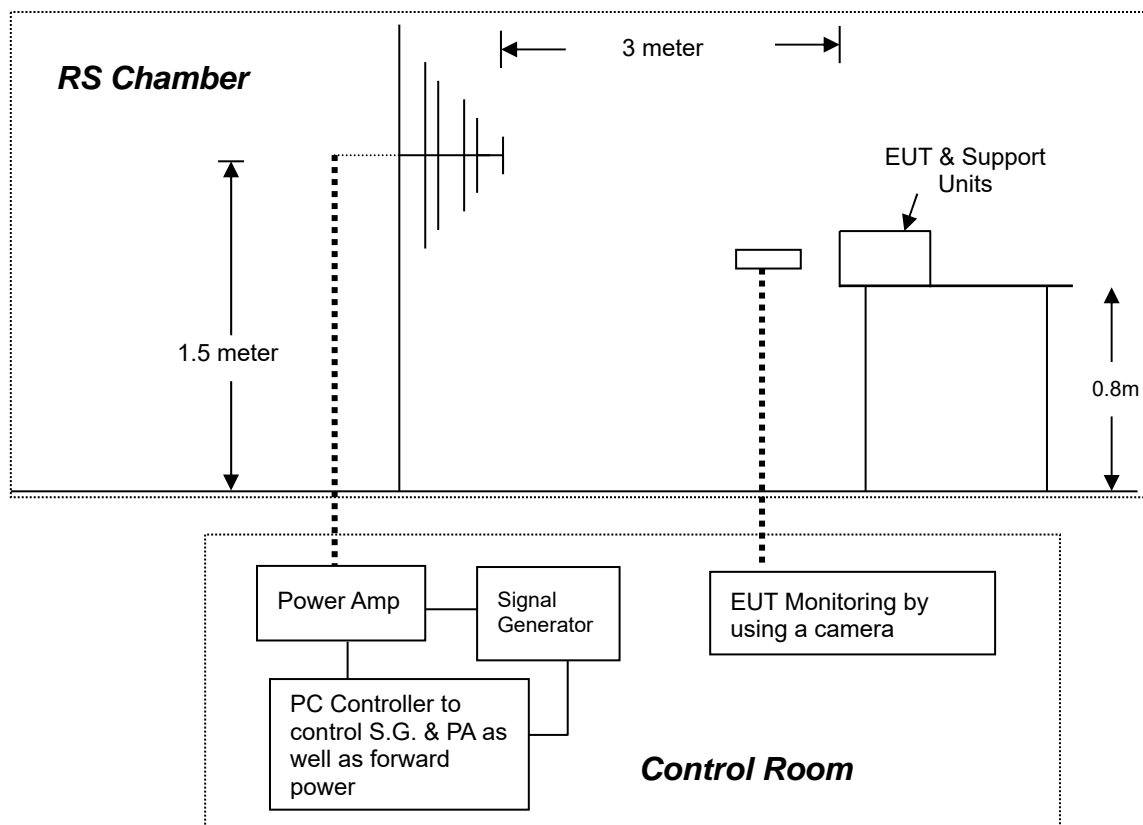 3 meter
RS Chamber
EUT & Support
Units
1.5 meter
0.8m
Power Amp
Signal
Generator
EUT Monitoring by
using a camera
PC Controller to
control S.G. & PA as
well as forward
power
Control Room